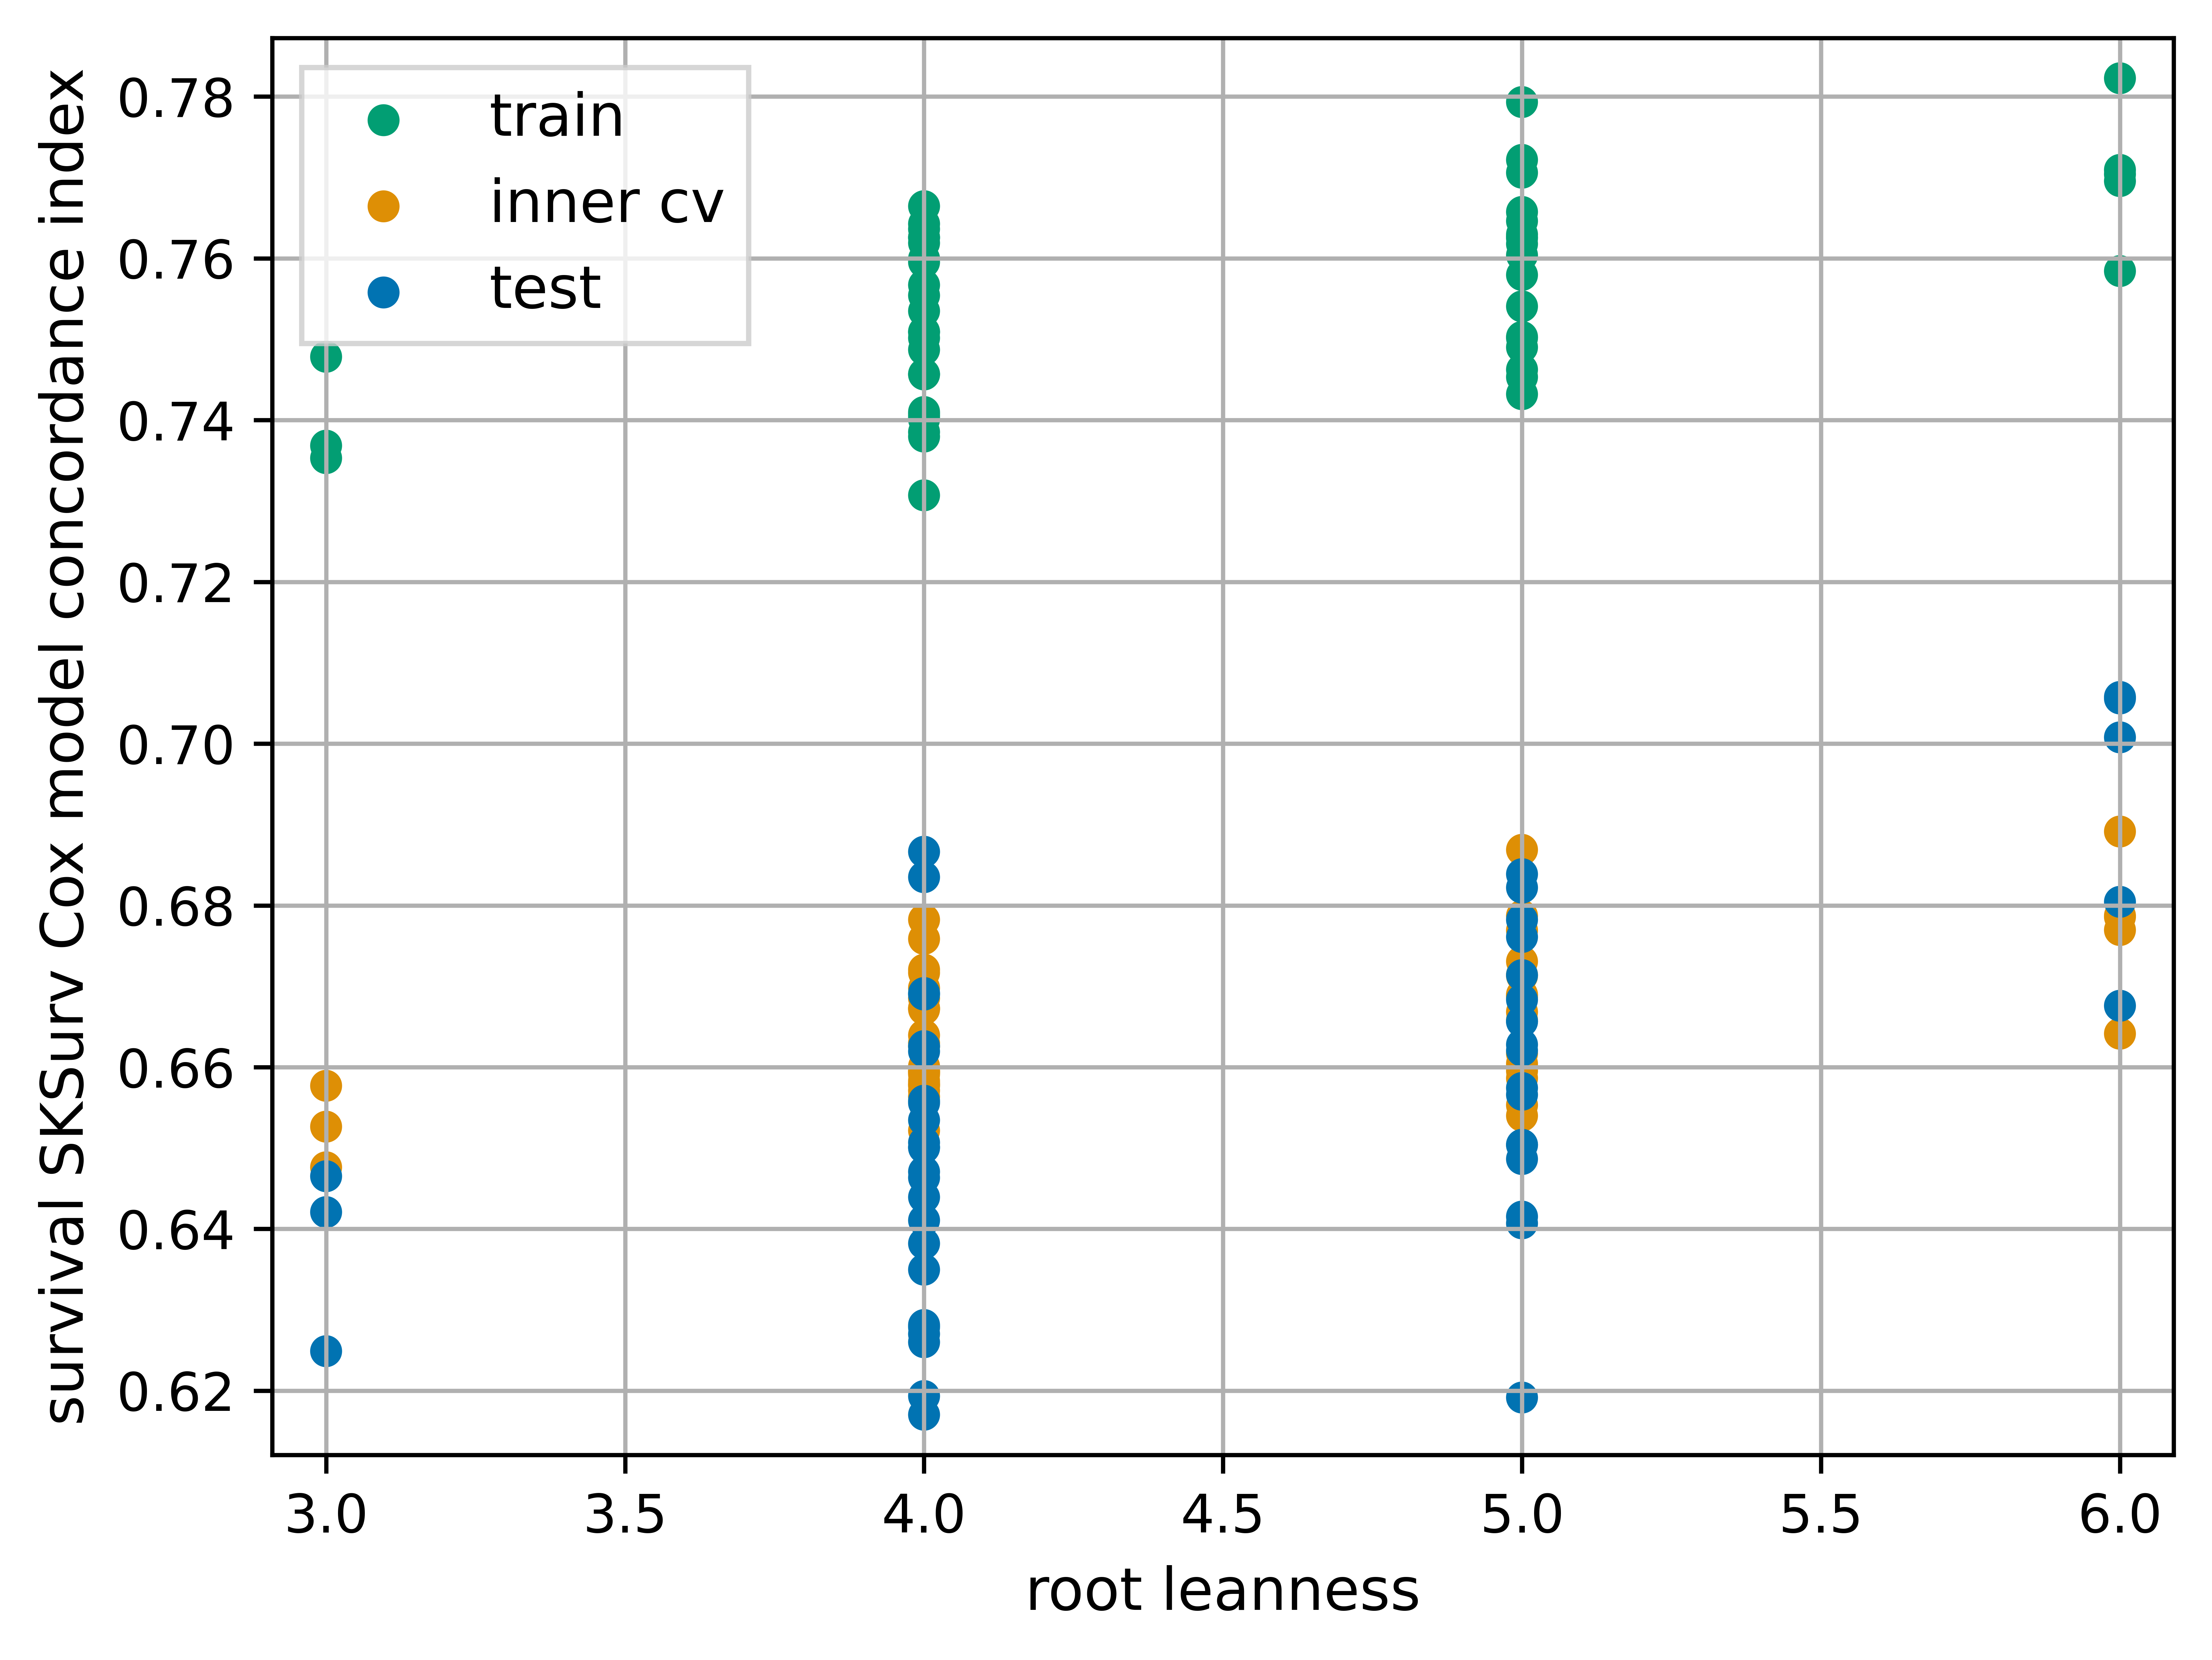 survival SKSurv Cox model concordance index
0.78
0.76
0.74
0.72
0.70
0.68
0.66
0.64
0.62
train
inner cv
test
3.0 3.5 4.0 4.5 5.0 5.5 6.0
root leanness